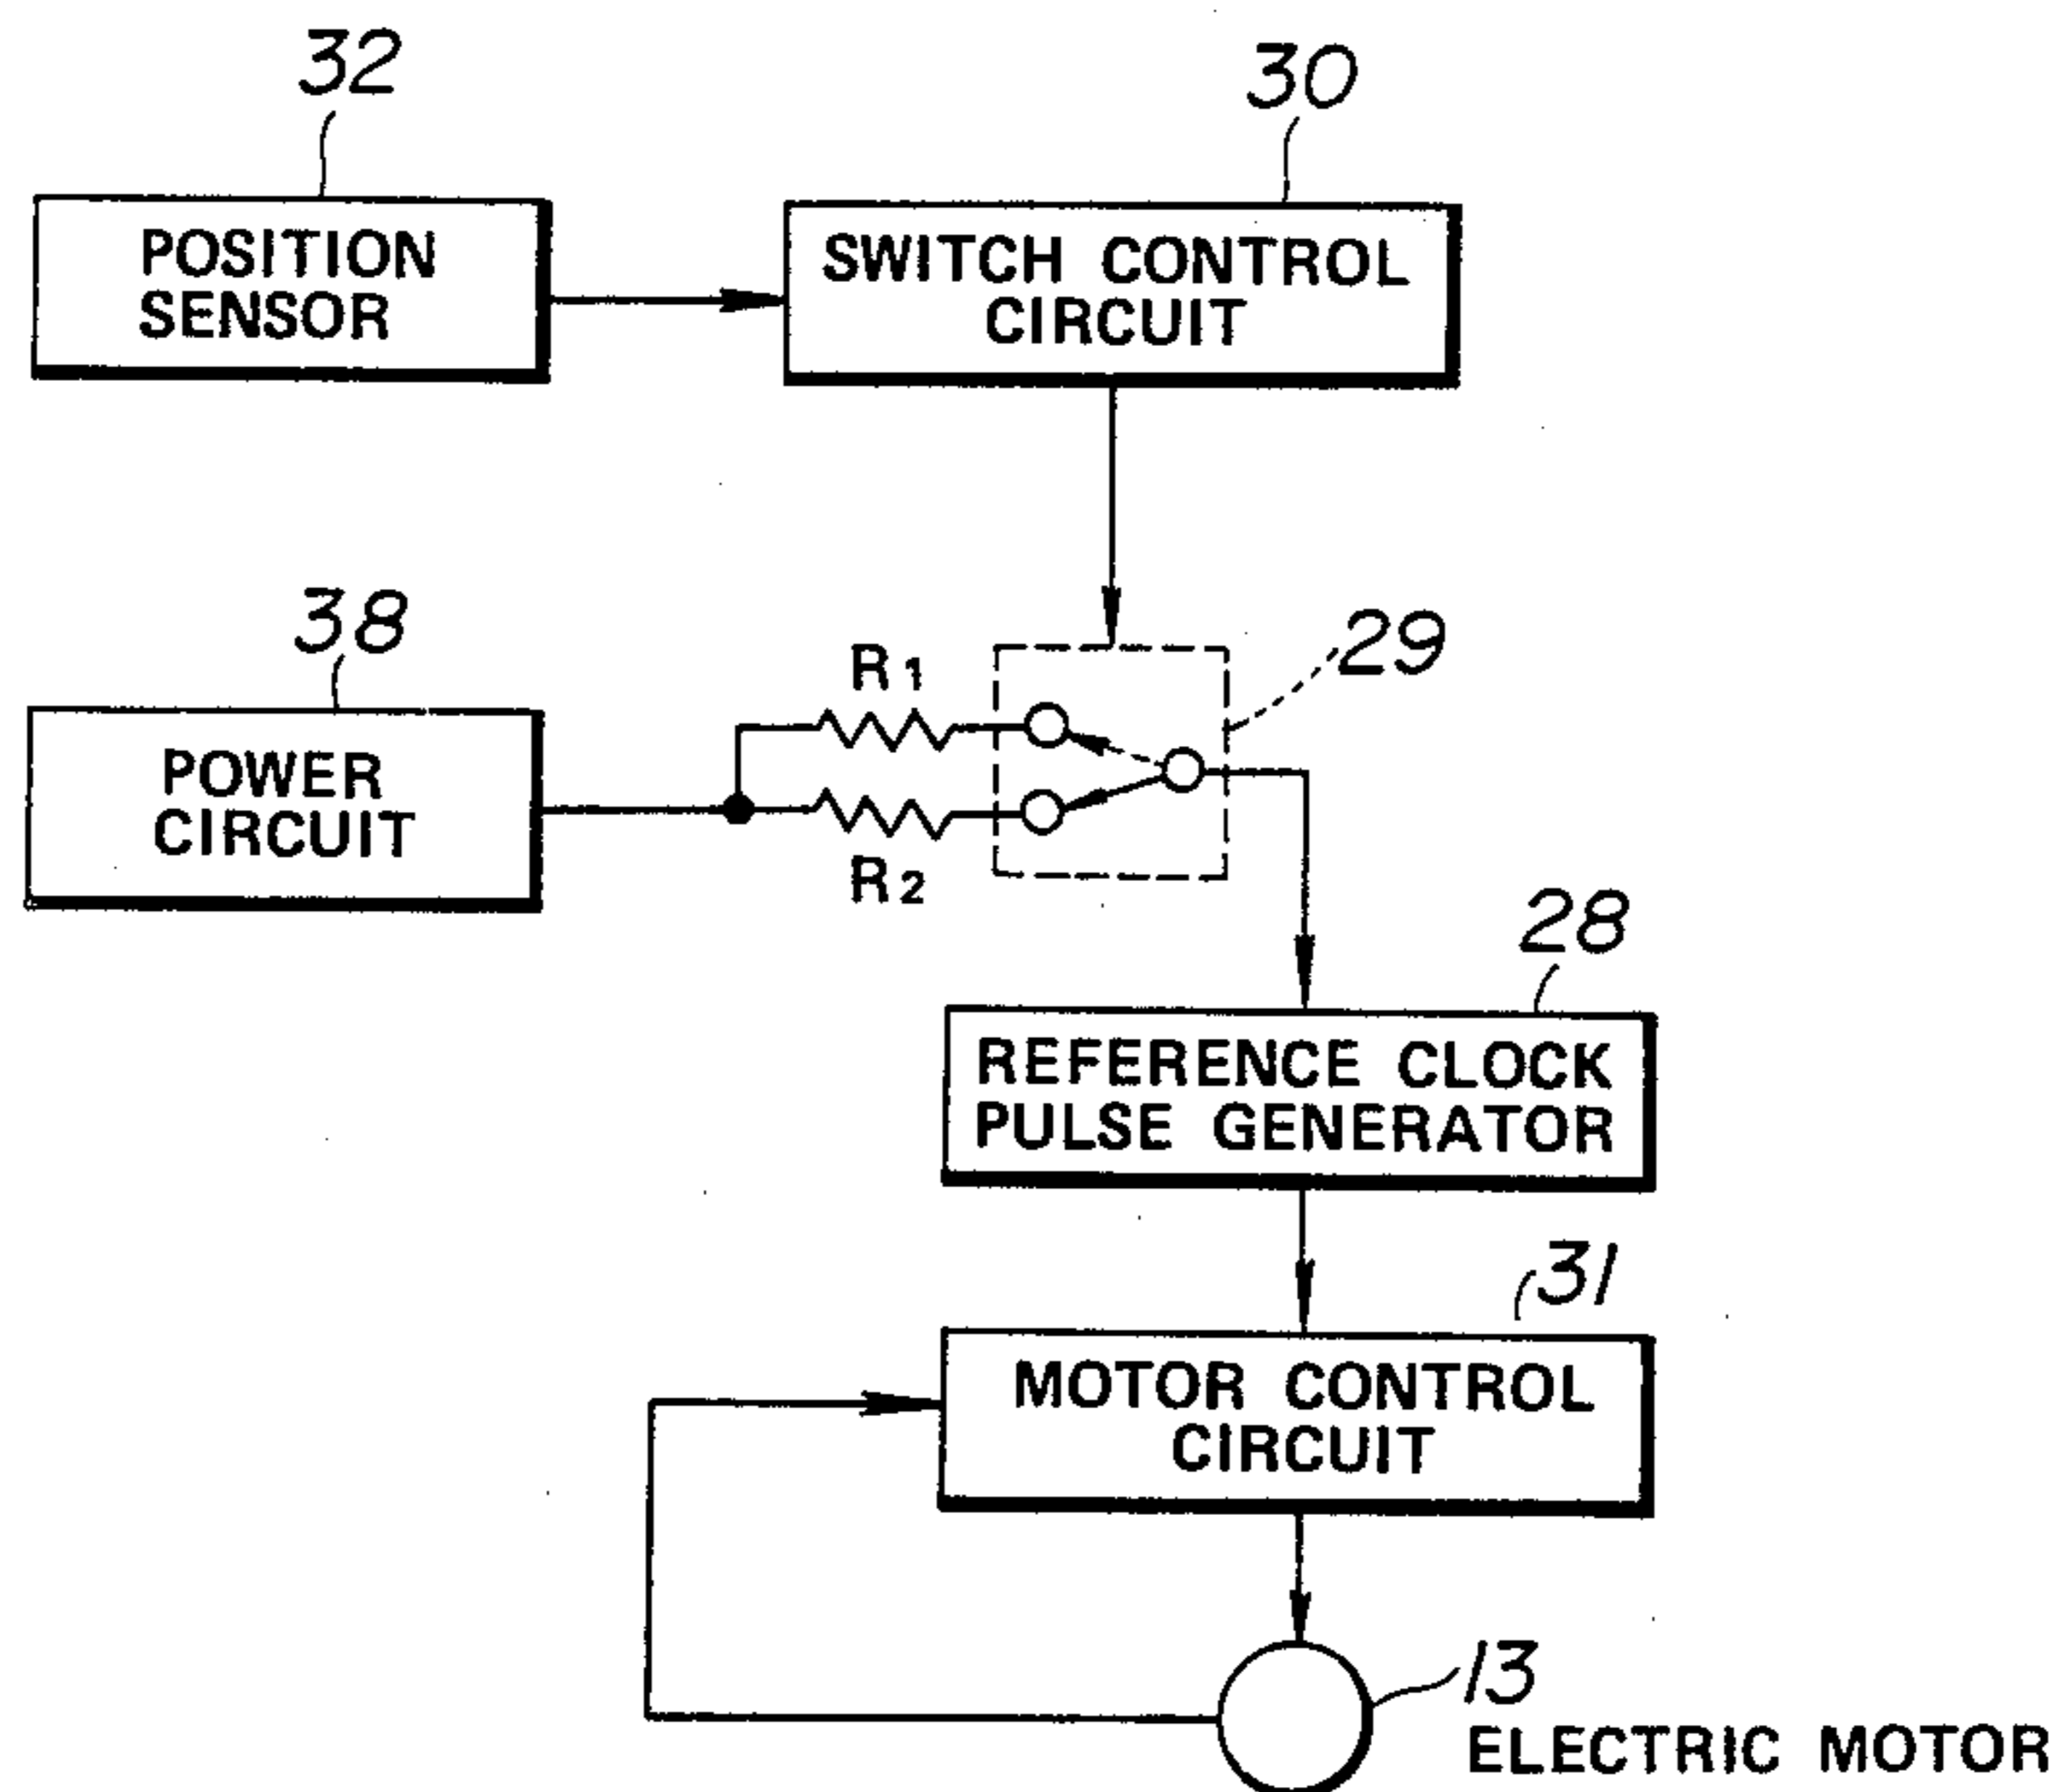 32
30
POSITION
SENSOR
SWITCH CONTROL
CIRCUIT
38
29
R1
POWER
CIRCUIT
R2
28
REFERENCE CLOCK
PULSE GENERATOR
31
MOTOR CONTROL
CIRCUIT
13
ELECTRIC MOTOR